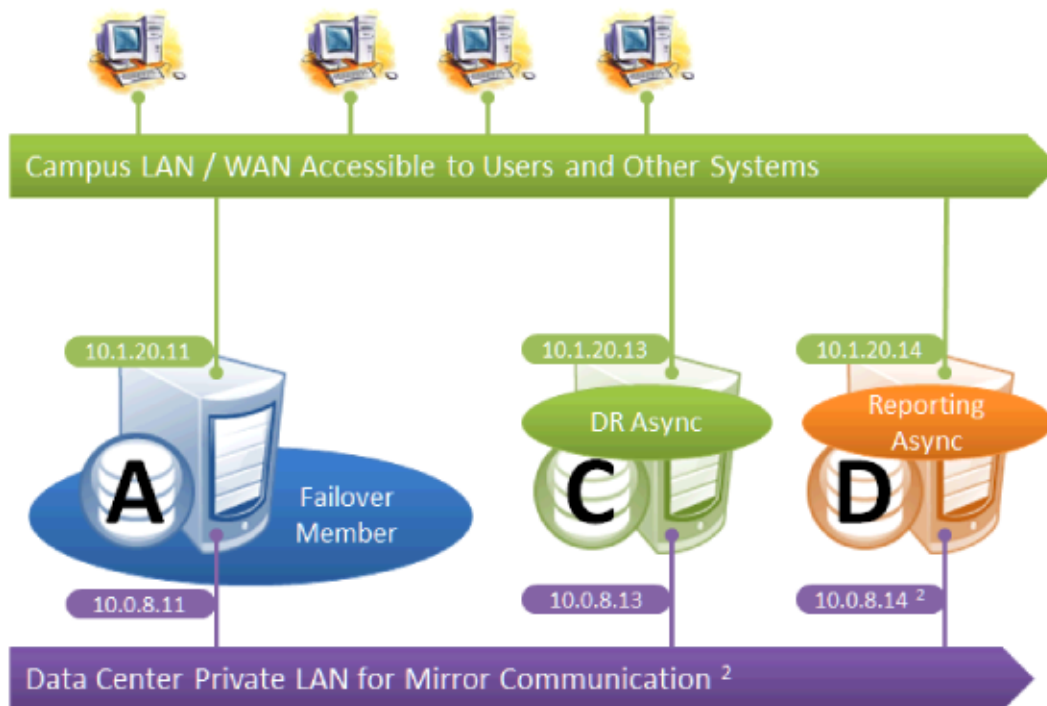 Campus LAN / WAN Accessible to Users and Other Systems
10.1.20.11
10.1.20.13
10.1.20.14
DR Async
Reporting
Async
A
C
D
Failover
Member
10.0.8.11
10.0.8.13
10.0.8.14 ²
Data Center Private LAN for Mirror Communication ²